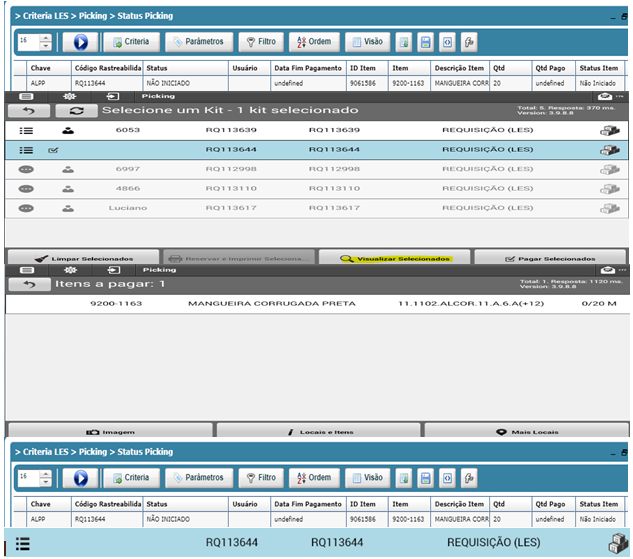 > Criteria LES > Picking > Status Picking
16 Criteria Parâmetros Filtro Ordem Visão
Chave Código Rastreabilida Status Usuário Data Fim Pagamento ID Item Item Descrição Item Qtd Qtd Pago Status Item
ALPP RQ113644 NÃO INICIADO undefined 9061586 9200-1163 MANGUEIRA CORR 20 undefined Não Iniciado
Picking
Selecione um Kit - 1 kit selecionado
Total: 5. Resposta: 370 ms.
Version: 3.9.8.8
6053 RQ113639 RQ113639 REQUISIÇÃO (LES)
RQ113644 RQ113644 REQUISIÇÃO (LES)
6997 RQ112998 RQ112998 REQUISIÇÃO (LES)
4866 RQ113110 RQ113110 REQUISIÇÃO (LES)
Luciano RQ113617 RQ113617 REQUISIÇÃO (LES)
Limpar Selecionados Reservar e Imprimir Seleciona... Visualizar Selecionados Pagar Selecionados
Picking
Itens a pagar: 1
Total: 1. Resposta: 1120 ms.
Version: 3.9.8.8
9200-1163 MANGUEIRA CORRUGADA PRETA 11.1102.ALCOR.11.A.6.A(+12) 0/20 M
Imagem Locais e Itens Mais Locais
> Criteria LES > Picking > Status Picking
16 Criteria Parâmetros Filtro Ordem Visão
Chave Código Rastreabilida Status Usuário Data Fim Pagamento ID Item Item Descrição Item Qtd Qtd Pago Status Item
ALPP RQ113644 NÃO INICIADO undefined 9061586 9200-1163 MANGUEIRA CORR 20 undefined Não Iniciado
RQ113644 RQ113644 REQUISIÇÃO (LES)